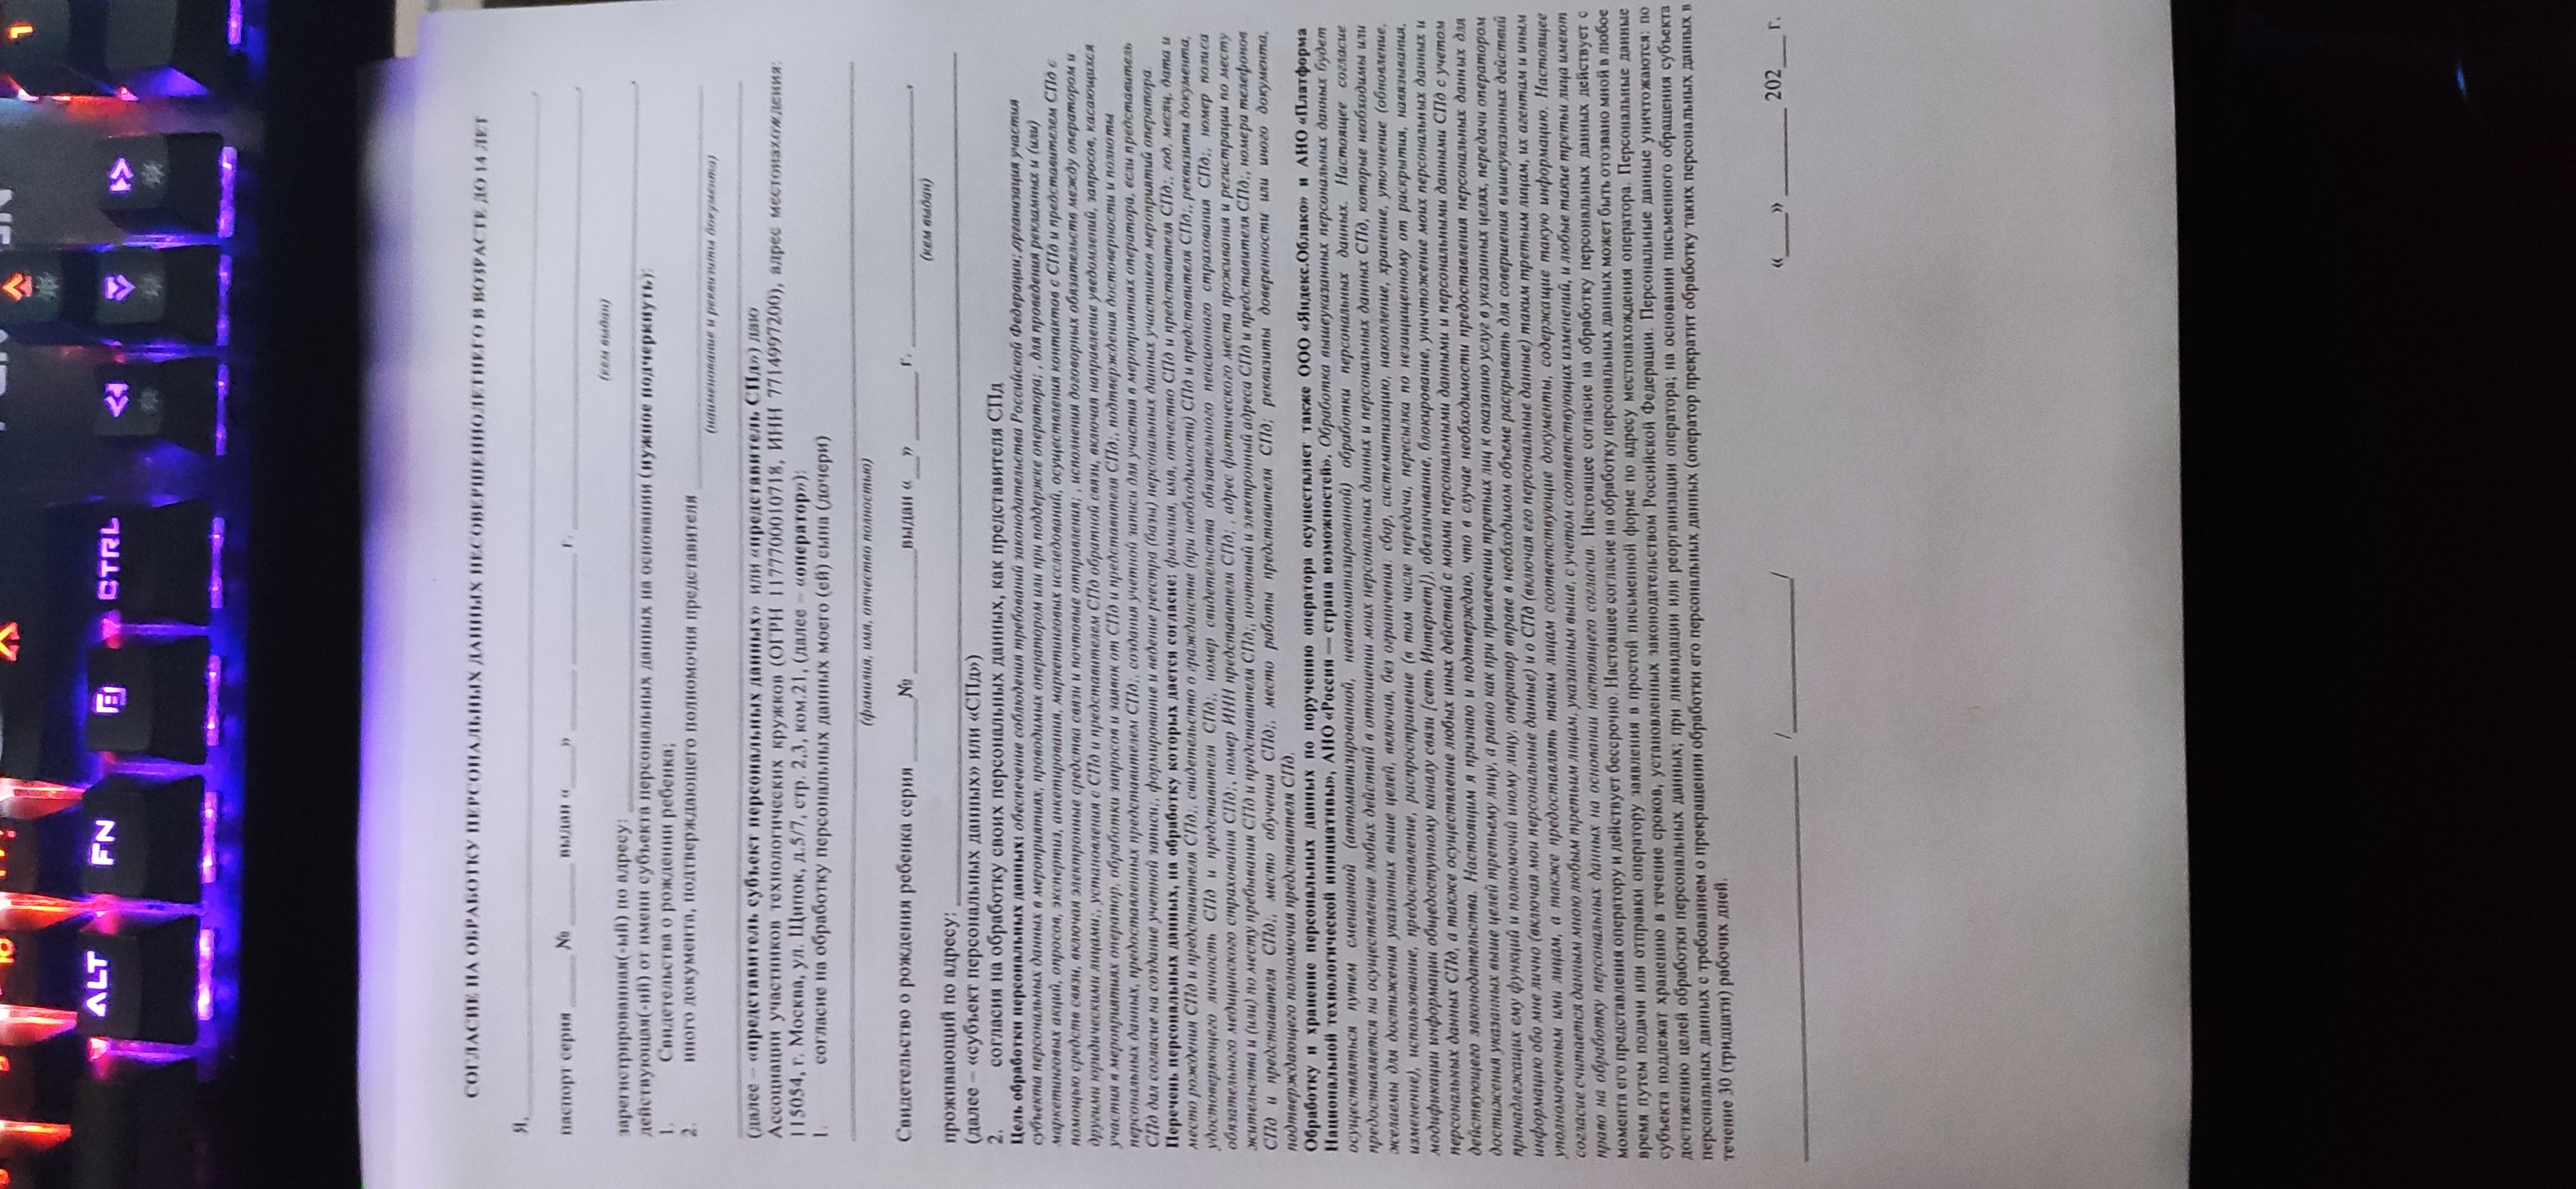 ALT FN CTRL
1
СОГЛАСИЕ НА ОБРАБОТКУ ПЕРСОНАЛЬНЫХ ДАННЫХ НЕСОВЕРШЕННОЛЕТНЕГО В ВОЗРАСТЕ ДО 14 ЛЕТ
Я,___,
паспорт серия ___ № ___ выдан «___» ___ ___ г. ___,
(кем выдан)
зарегистрированная(-ый) по адресу: ___,
действующая(-ий) от имени субъекта персональных данных на основании (нужное подчеркнуть):
1. Свидетельства о рождении ребенка;
2. иного документа, подтверждающего полномочия представителя ___
(наименование и реквизиты документа)
(далее – «представитель субъект персональных данных» или «представитель СПд») даю
Ассоциации участников технологических кружков (ОГРН 1177700010718, ИНН 7714997200), адрес местонахождения:
115054, г. Москва, ул. Щипок, д.5/7, стр. 2,3, ком.21, (далее – «оператор»):
1. согласие на обработку персональных данных моего (ей) сына (дочери)
(фамилия, имя, отчество полностью)
Свидетельство о рождения ребенка серия ___№ ___выдан «__» ___ г. ___,
(кем выдан)
проживающий по адресу: ___
(далее – «субъект персональных данных» или «СПд»)
2. согласия на обработку своих персональных данных, как представителя СПд
Цель обработки персональных данных: обеспечение соблюдения требований законодательства Российской Федерации; организация участия
субъекта персональных данных в мероприятиях, проводимых оператором или при поддержке оператора; , для проведения рекламных и (или)
маркетинговых акций, опросов, экспертиз, анкетирования, маркетинговых исследований, осуществления контактов с СПд и представителем СПд с
помощью средств связи, включая электронные средства связи и почтовые отправления; , исполнения договорных обязательств между оператором и
другими юридическими лицами;, установления с СПд и представителем СПд обратной связи, включая направление уведомлений, запросов, касающихся
участия в мероприятиях оператор, обработки запросов и заявок от СПд и представителя СПд;, подтверждения достоверности и полноты
персональных данных, предоставленных представителем СПд;, создания учетной записи для участия в мероприятиях оператора, если представитель
СПд дал согласие на создание учетной записи;, формирование и ведение реестра (базы) персональных данных участников мероприятий оператора.
Перечень персональных данных, на обработку которых дается согласие: фамилия, имя, отчество СПд и представителя СПд;, год, месяц, дата и
место рождения СПд и представителя СПд;, свидетельство о гражданстве (при необходимости) СПд и представителя СПд;, реквизиты документа,
удостоверяющего личность СПд и представителя СПд;, номер свидетельства обязательного пенсионного страхования СПд;, номер полиса
обязательного медицинского страхования СПд;, номер ИНН представителя СПд; , адрес фактического места проживания и регистрации по месту
жительства и (или) по месту пребывания СПд и представителя СПд;, почтовый и электронный адреса СПд и представителя СПд;, номера телефонов
СПд и представителя СПд;, место обучения СПд;, место работы представителя СПд; реквизиты доверенности или иного документа,
подтверждающего полномочия представителя СПд.
Обработку и хранение персональных данных по поручению оператора осуществляет также ООО «Яндекс.Облако» и АНО «Платформа
Национальной технологической инициативы», АНО «Россия — страна возможностей». Обработка вышеуказанных персональных данных будет
осуществляться путем смешанной (автоматизированной, неавтоматизированной) обработки персональных данных. Настоящее согласие
предоставляется на осуществление любых действий в отношении моих персональных данных и персональных данных СПд, которые необходимы или
желаемы для достижения указанных выше целей, включая, без ограничения: сбор, систематизацию, накопление, хранение, уточнение (обновление,
изменение), использование, предоставление, распространение (в том числе передача, пересылка по незащищенному от раскрытия, навязывания,
модификации информации общедоступному каналу связи [сеть Интернет]), обезличивание, блокирование, уничтожение моих персональных данных и
персональных данных СПд, а также осуществление любых иных действий с моими персональными данными и персональными данными СПд с учетом
действующего законодательства. Настоящим я признаю и подтверждаю, что в случае необходимости предоставления персональных данных для
достижения указанных выше целей третьему лицу, а равно как при привлечении третьих лиц к оказанию услуг в указанных целях, передачи оператором
принадлежащих ему функций и полномочий иному лицу, оператор вправе в необходимом объеме раскрывать для совершения вышеуказанных действий
информацию обо мне лично (включая мои персональные данные) и о СПд (включая его персональные данные) таким третьим лицам, их агентам и иным
уполномоченным ими лицам, а также предоставлять таким лицам соответствующие документы, содержащие такую информацию. Настоящее
согласие считается данным мною любым третьим лицам, указанным выше, с учетом соответствующих изменений, и любые такие третьи лица имеют
право на обработку персональных данных на основании настоящего согласия. Настоящее согласие на обработку персональных данных действует с
момента его представления оператору и действует бессрочно. Настоящее согласие на обработку персональных данных может быть отозвано мной в любое
время путем подачи или отправки оператору заявления в простой письменной форме по адресу местонахождения оператора. Персональные данные
субъекта подлежат хранению в течение сроков, установленных законодательством Российской Федерации. Персональные данные уничтожаются: по
достижению целей обработки персональных данных; при ликвидации или реорганизации оператора; на основании письменного обращения субъекта
персональных данных с требованием о прекращении обработки его персональных данных (оператор прекратит обработку таких персональных данных в
течение 30 (тридцати) рабочих дней.
___ /___/ «___» ___ 202__ г.